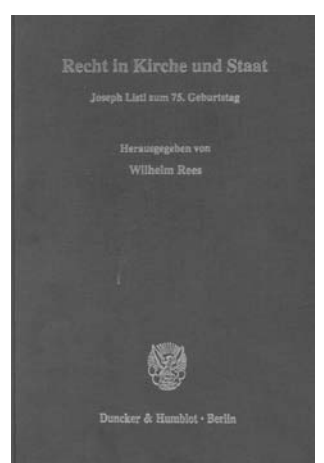 Recht in Kirche und Staat
Joseph Listl zum 75. Geburtstag
Herausgegeben von
Wilhelm Rees
Duncker & Humblot · Berlin